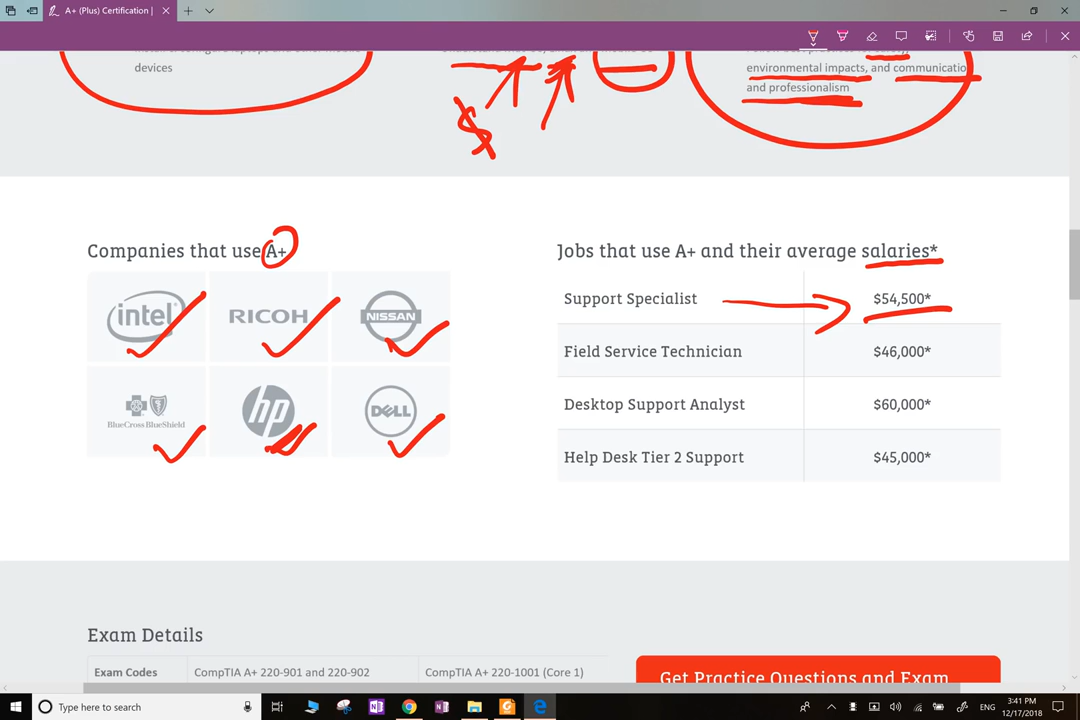 A+ (Plus) Certification |
devices
environmental impacts, and communicatio
and professionalism
$
Companies that use A+
intel
RICOH
NISSAN
BlueCross BlueShield
hp
DELL
Jobs that use A+ and their average salaries*
Support Specialist $54,500*
Field Service Technician $46,000*
Desktop Support Analyst $60,000*
Help Desk Tier 2 Support $45,000*
Exam Details
Exam Codes CompTIA A+ 220-901 and 220-902 CompTIA A+ 220-1001 (Core 1)
Get Practice Questions and Exam
Type here to search
ENG
3:41 PM
12/17/2018